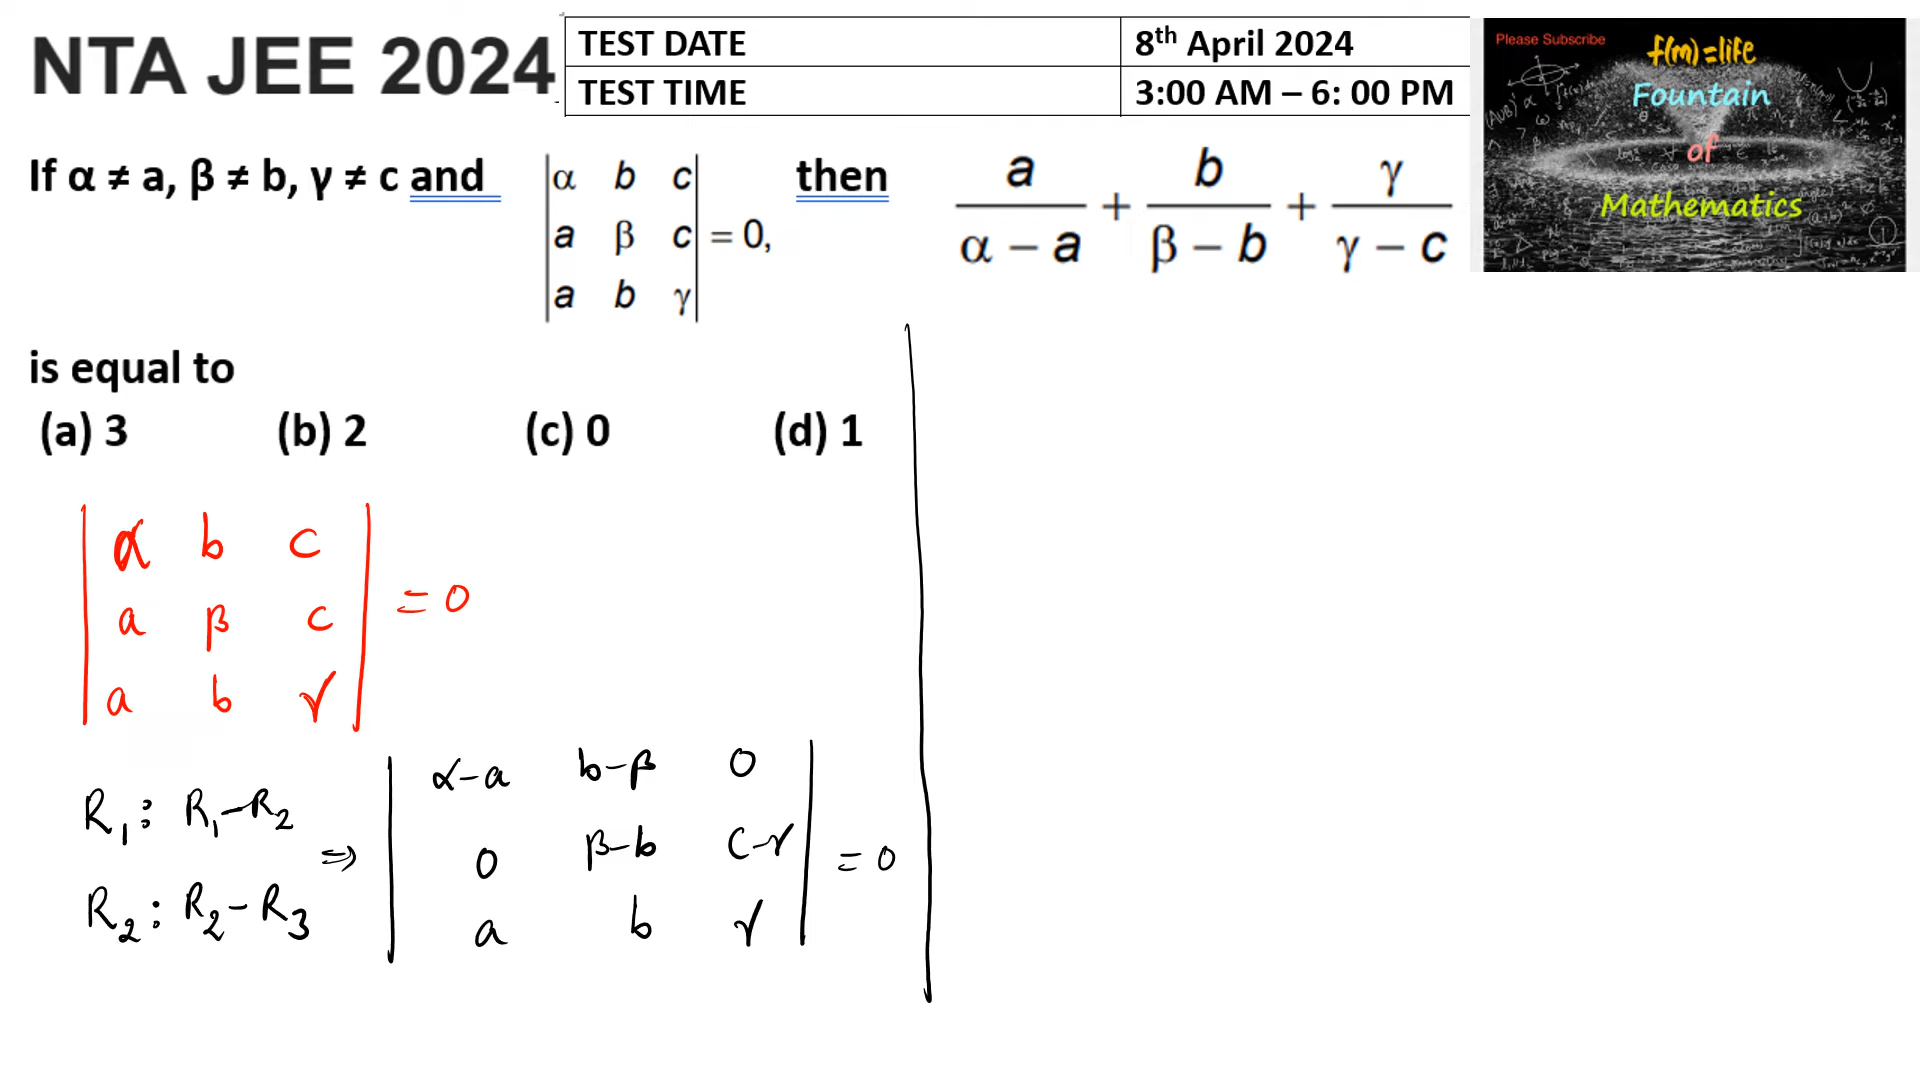 NTA JEE 2024
TEST DATE 8th April 2024
TEST TIME 3:00 AM – 6: 00 PM
Please Subscribe
f(m)=life
Fountain
of
Mathematics
If α ≠ a, β ≠ b, γ ≠ c and |α b c| then a/(α − a) + b/(β − b) + γ/(γ − c)
|a β c| = 0,
|a b γ|
is equal to
(a) 3 (b) 2 (c) 0 (d) 1
|α b c|
|a β c| = 0
|a b γ|
R1 : R1–R2
R2 : R2–R3
⇒ |α–a b–β 0|
|0 β–b c–γ| = 0
|a b γ|